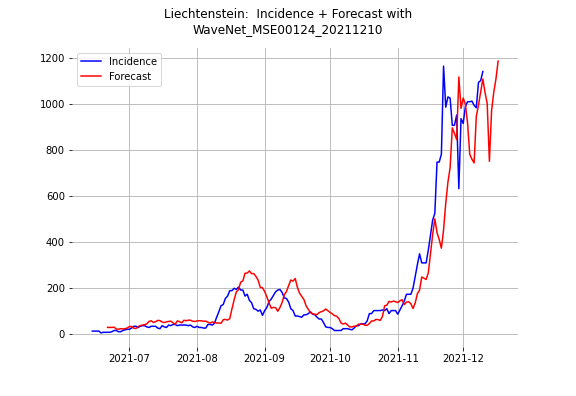 Liechtenstein:  Incidence + Forecast with
WaveNet_MSE00124_20211210
Incidence
Forecast
1200
1000
800
600
400
200
0
2021-07 2021-08 2021-09 2021-10 2021-11 2021-12